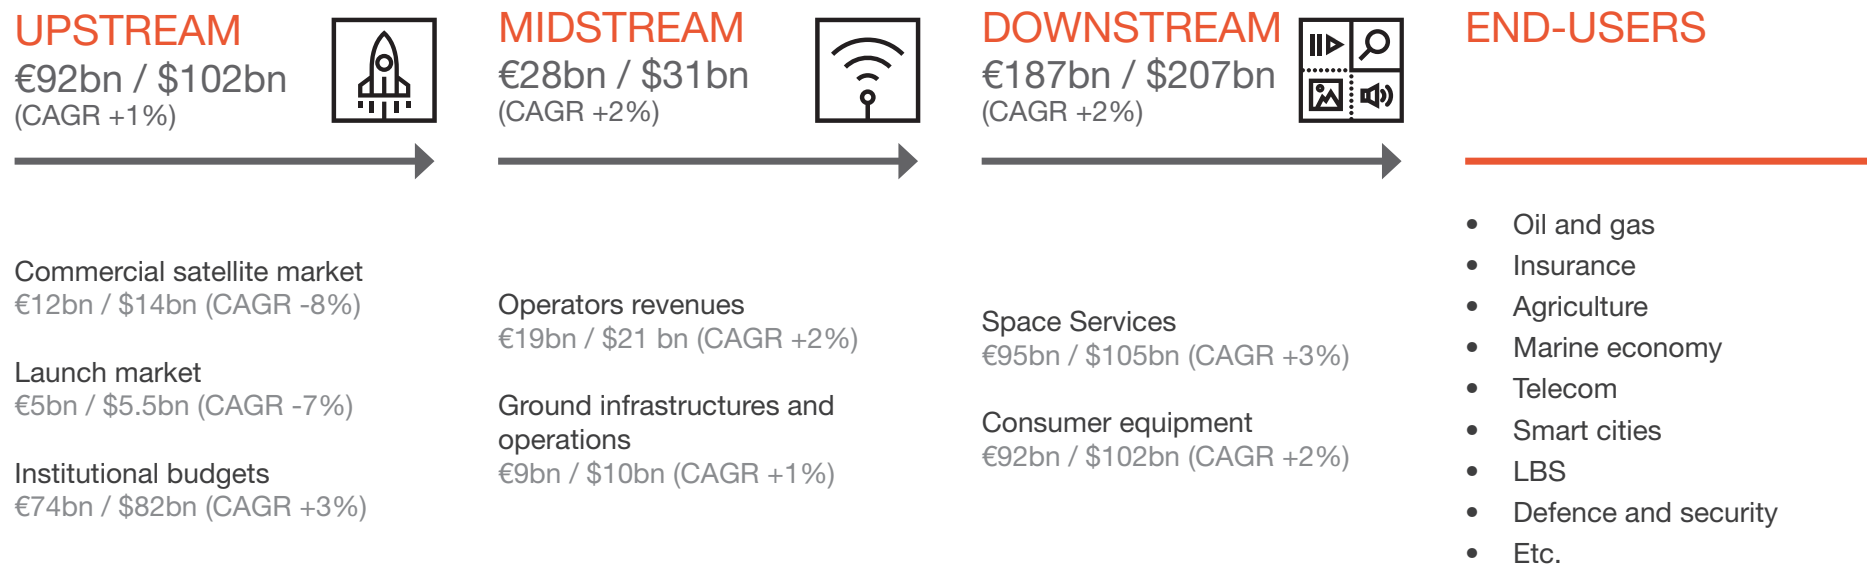 UPSTREAM
€92bn / $102bn
(CAGR +1%)
Commercial satellite market
€12bn / $14bn (CAGR -8%)
Launch market
€5bn / $5.5bn (CAGR -7%)
Institutional budgets
€74bn / $82bn (CAGR +3%)
MIDSTREAM
€28bn / $31bn
(CAGR +2%)
Operators revenues
€19bn / $21 bn (CAGR +2%)
Ground infrastructures and
operations
€9bn / $10bn (CAGR +1%)
DOWNSTREAM
€187bn / $207bn
(CAGR +2%)
Space Services
€95bn / $105bn (CAGR +3%)
Consumer equipment
€92bn / $102bn (CAGR +2%)
END-USERS
• Oil and gas
• Insurance
• Agriculture
• Marine economy
• Telecom
• Smart cities
• LBS
• Defence and security
• Etc.